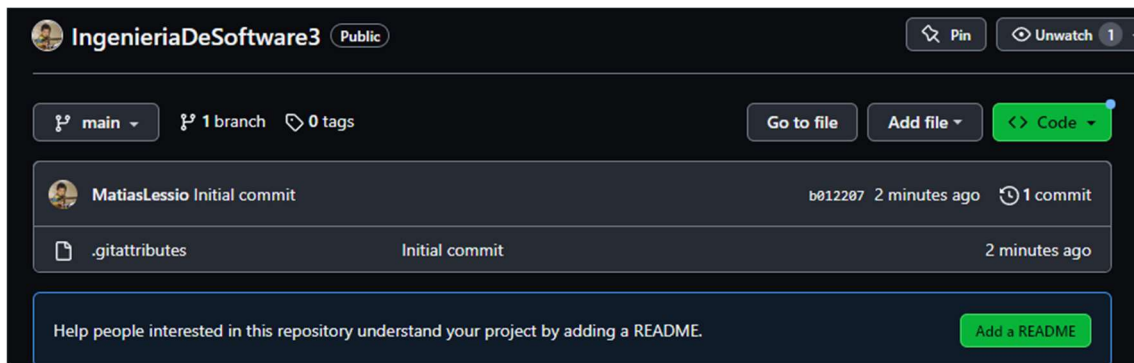 IngenieriaDeSoftware3 Public Pin Unwatch 1
main 1 branch 0 tags Go to file Add file Code
MatiasLessio Initial commit b012207 2 minutes ago 1 commit
.gitattributes Initial commit 2 minutes ago
Help people interested in this repository understand your project by adding a README. Add a README